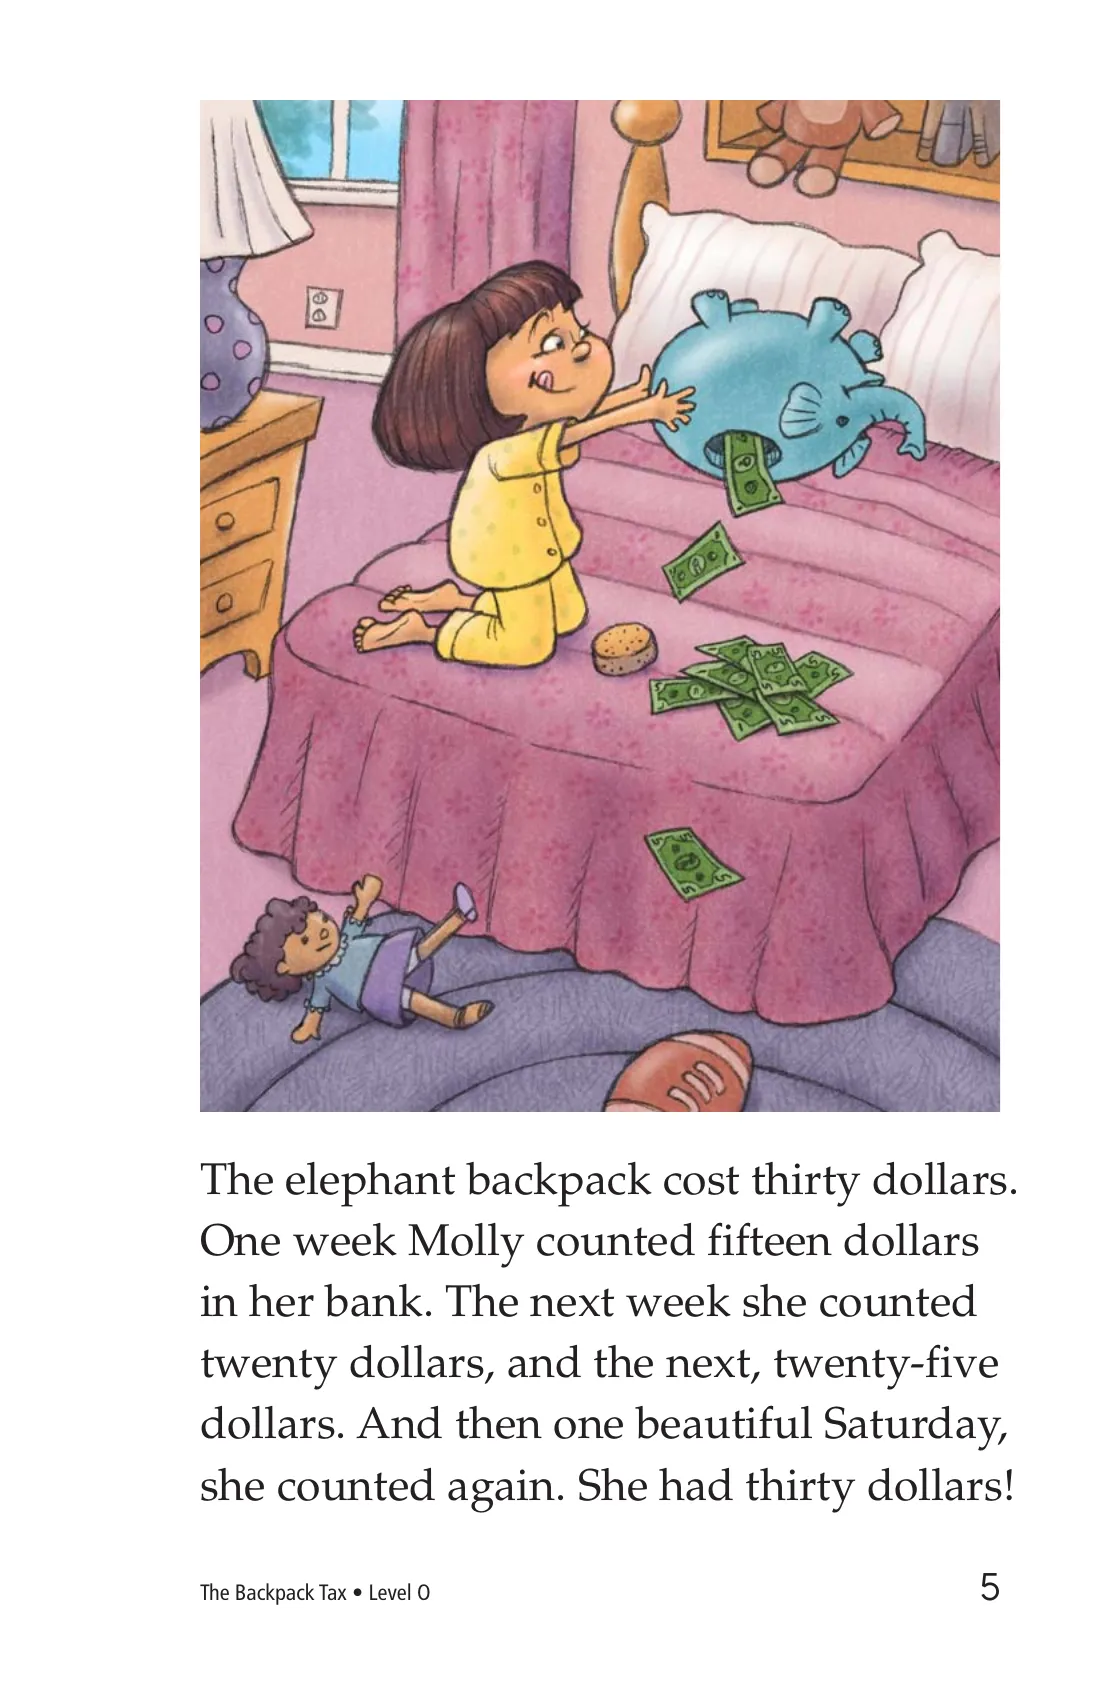 The elephant backpack cost thirty dollars.
One week Molly counted fifteen dollars
in her bank. The next week she counted
twenty dollars, and the next, twenty-five
dollars. And then one beautiful Saturday,
she counted again. She had thirty dollars!
The Backpack Tax • Level O
5